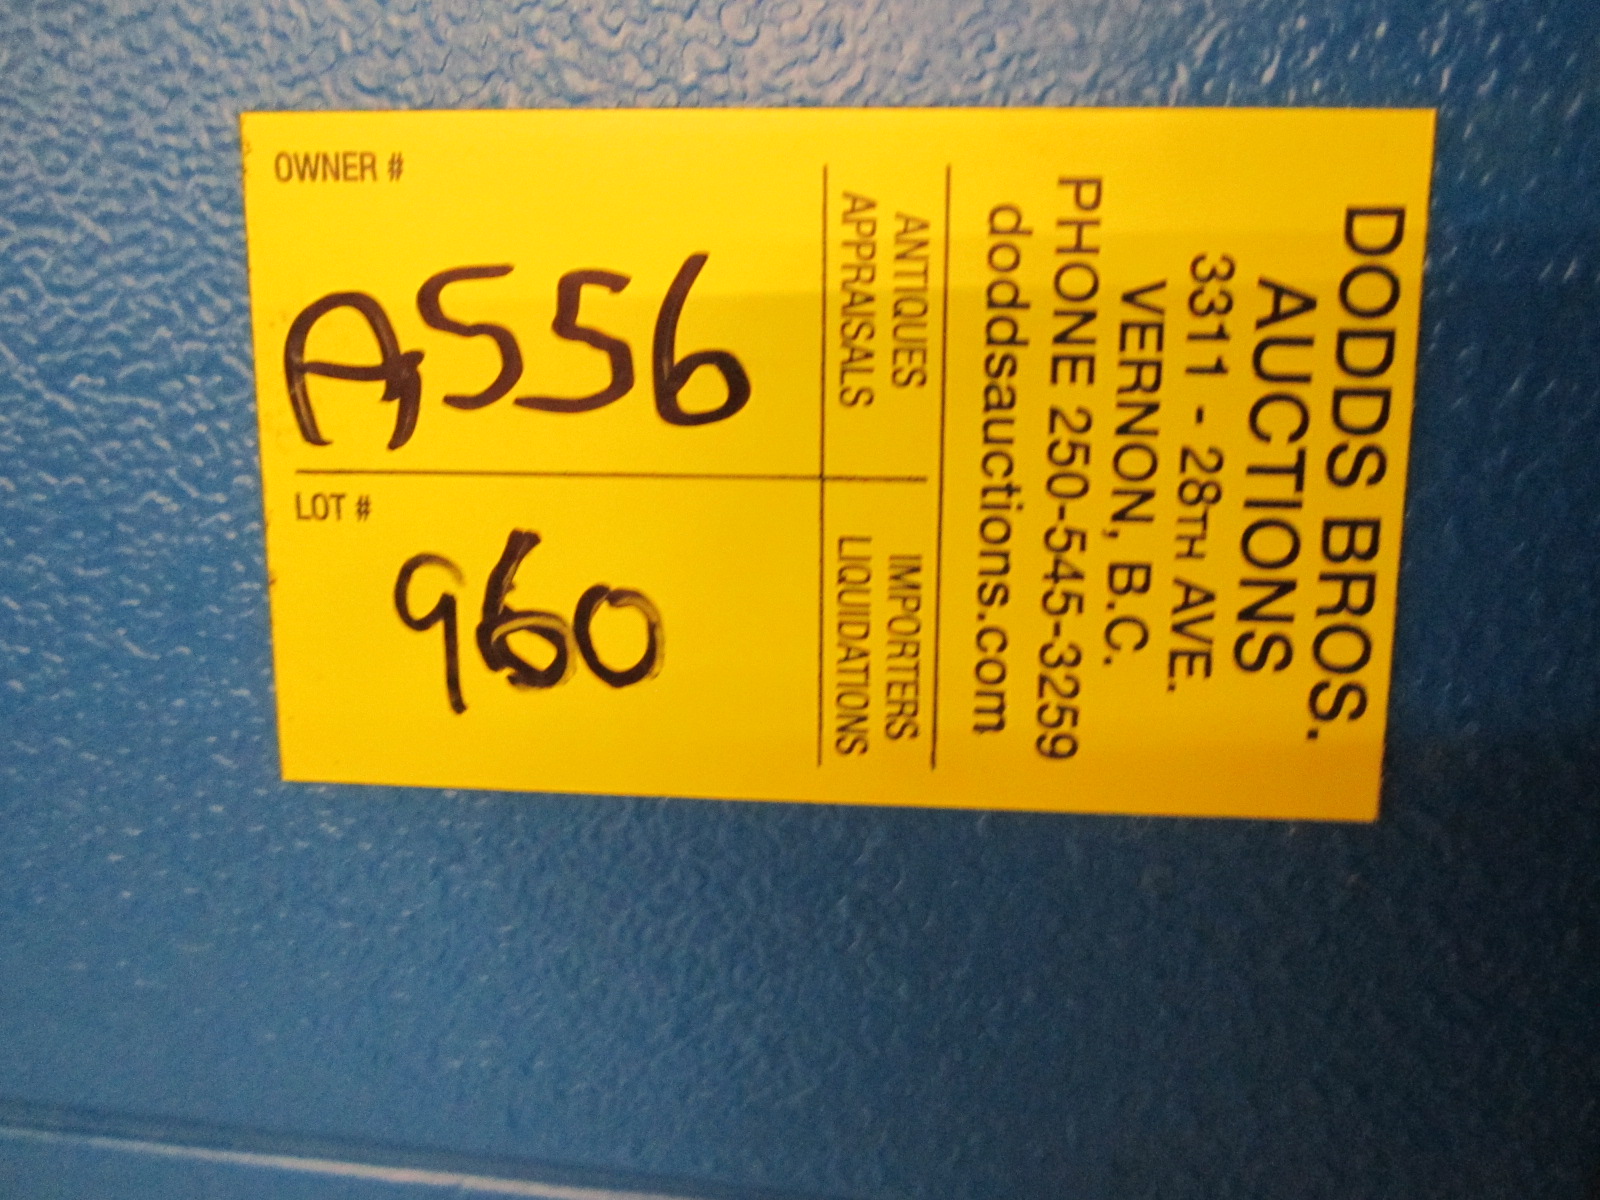 DODDS BROS.
AUCTIONS
3311 - 28TH AVE.
VERNON, B.C.
PHONE 250-545-3259
doddsauctions.com
ANTIQUES
APPRAISALS
IMPORTERS
LIQUIDATIONS
OWNER #
A556
LOT #
960